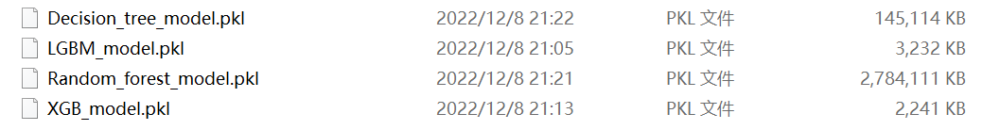 Decision_tree_model.pkl 2022/12/8 21:22 PKL 文件 145,114 KB
LGBM_model.pkl 2022/12/8 21:05 PKL 文件 3,232 KB
Random_forest_model.pkl 2022/12/8 21:21 PKL 文件 2,784,111 KB
XGB_model.pkl 2022/12/8 21:13 PKL 文件 2,241 KB